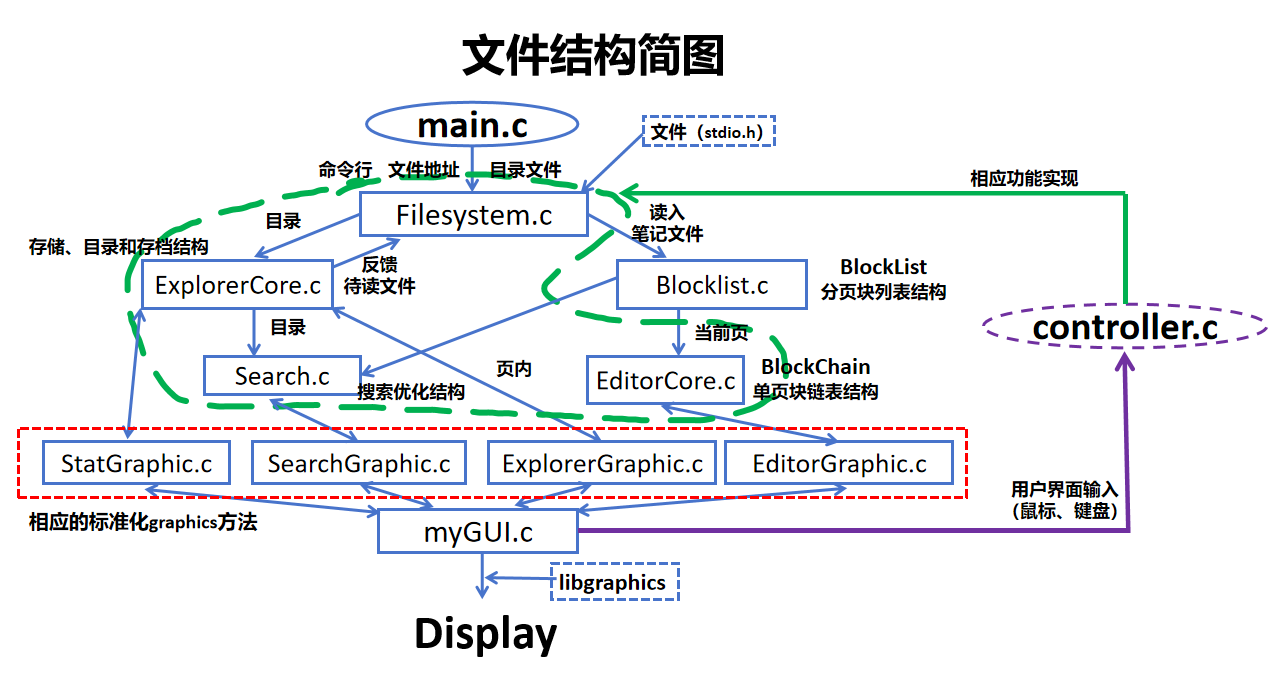 文件结构简图
main.c
文件（stdio.h）
命令行 文件地址 目录文件
相应功能实现
Filesystem.c
读入
笔记文件
目录
存储、目录和存档结构
反馈
待读文件
ExplorerCore.c
Blocklist.c
BlockList
分页块列表结构
目录
当前页
controller.c
Search.c
页内
EditorCore.c
BlockChain
单页块链表结构
搜索优化结构
StatGraphic.c
SearchGraphic.c
ExplorerGraphic.c
EditorGraphic.c
用户界面输入
（鼠标、键盘）
相应的标准化graphics方法
myGUI.c
libgraphics
Display